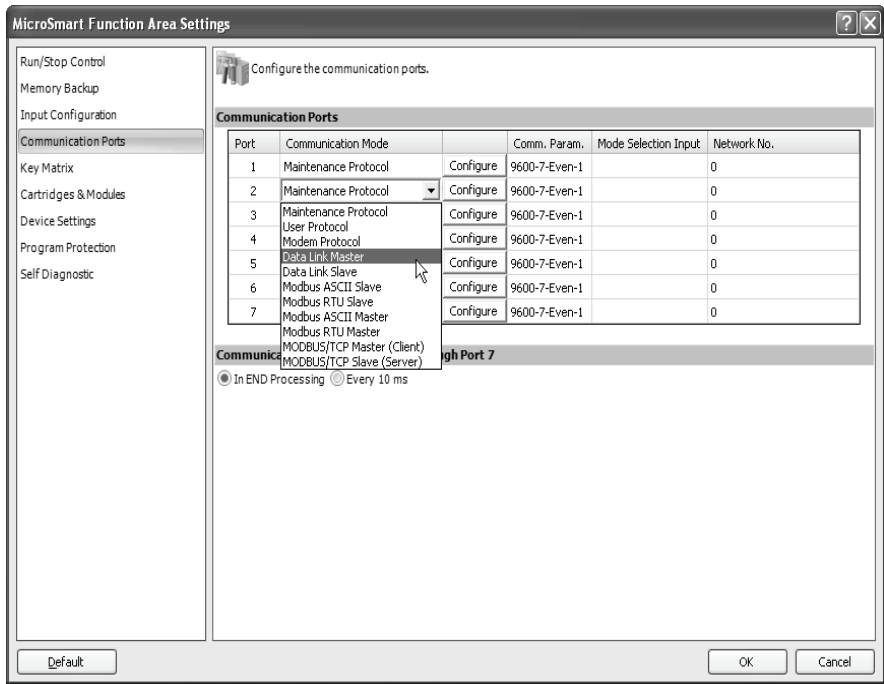 MicroSmart Function Area Settings
Run/Stop Control
Memory Backup
Input Configuration
Communication Ports
Key Matrix
Cartridges & Modules
Device Settings
Program Protection
Self Diagnostic
Configure the communication ports.
Communication Ports
Port Communication Mode Comm. Param. Mode Selection Input Network No.
1 Maintenance Protocol Configure 9600-7-Even-1 0
2 Maintenance Protocol Configure 9600-7-Even-1 0
3 Configure 9600-7-Even-1 0
4 Configure 9600-7-Even-1 0
5 Configure 9600-7-Even-1 0
6 Configure 9600-7-Even-1 0
7 Configure 9600-7-Even-1 0
Maintenance Protocol
User Protocol
Modem Protocol
Data Link Master
Data Link Slave
Modbus ASCII Slave
Modbus RTU Slave
Modbus ASCII Master
Modbus RTU Master
MODBUS/TCP Master (Client)
MODBUS/TCP Slave (Server)
Communica gh Port 7
In END Processing Every 10 ms
Default OK Cancel